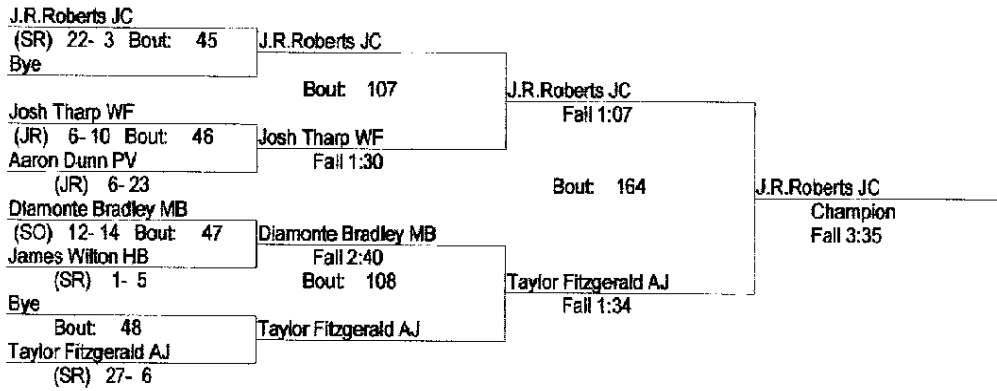 J.R.Roberts JC
(SR) 22- 3 Bout: 45
Bye
J.R.Roberts JC
Bout: 107
Josh Tharp WF
(JR) 6- 10 Bout: 46
Aaron Dunn PV
(JR) 6- 23
Josh Tharp WF
Fall 1:30
J.R.Roberts JC
Fall 1:07
Bout: 164
Diamonte Bradley MB
(SO) 12- 14 Bout: 47
James Wilton HB
(SR) 1- 5
Diamonte Bradley MB
Fall 2:40
Bout: 108
Bye
Bout: 48
Taylor Fitzgerald AJ
(SR) 27- 6
Taylor Fitzgerald AJ
Taylor Fitzgerald AJ
Fall 1:34
J.R.Roberts JC
Champion
Fall 3:35